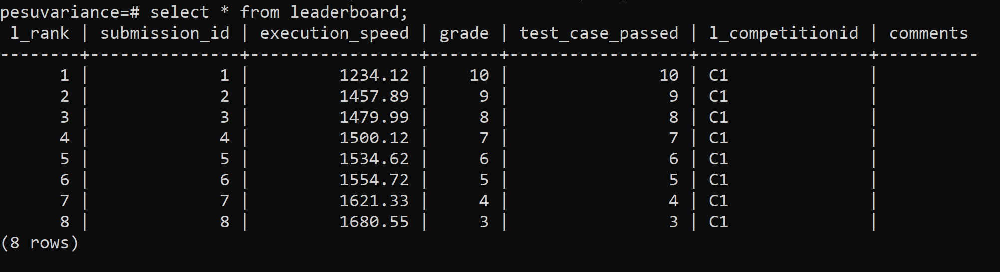 pesuvariance=# select * from leaderboard;
 l_rank | submission_id | execution_speed | grade | test_case_passed | l_competitionid | comments
--------+---------------+-----------------+-------+------------------+-----------------+----------
      1 |             1 |         1234.12 |    10 |               10 | C1              |
      2 |             2 |         1457.89 |     9 |                9 | C1              |
      3 |             3 |         1479.99 |     8 |                8 | C1              |
      4 |             4 |         1500.12 |     7 |                7 | C1              |
      5 |             5 |         1534.62 |     6 |                6 | C1              |
      6 |             6 |         1554.72 |     5 |                5 | C1              |
      7 |             7 |         1621.33 |     4 |                4 | C1              |
      8 |             8 |         1680.55 |     3 |                3 | C1              |
(8 rows)